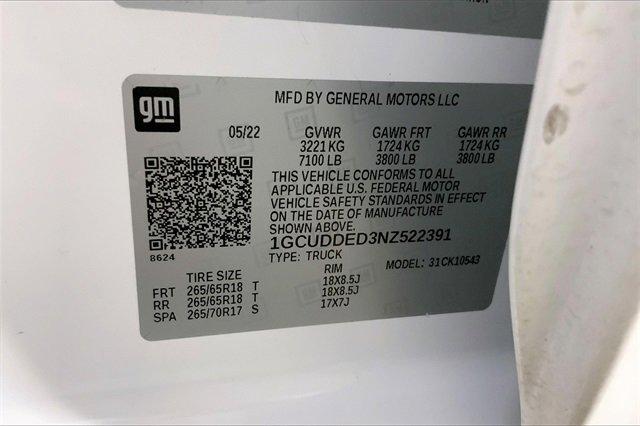 gm
MFD BY GENERAL MOTORS LLC
05/22 GVWR GAWR FRT GAWR RR
3221 KG 1724 KG 1724 KG
7100 LB 3800 LB 3800 LB
THIS VEHICLE CONFORMS TO ALL
APPLICABLE U.S. FEDERAL MOTOR
VEHICLE SAFETY STANDARDS IN EFFECT
ON THE DATE OF MANUFACTURE
SHOWN ABOVE.
8624 1GCUDDED3NZ522391
TYPE: TRUCK MODEL: 31CK10543
TIRE SIZE RIM
FRT 265/65R18 T 18X8.5J
RR 265/65R18 T 18X8.5J
SPA 265/70R17 S 17X7J